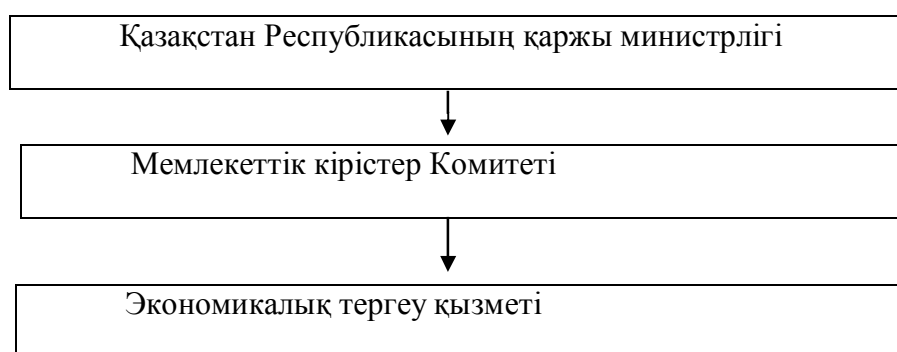 Қазақстан Республикасының қаржы министрлігі
Мемлекеттік кірістер Комитеті
Экономикалық тергеу қызметі